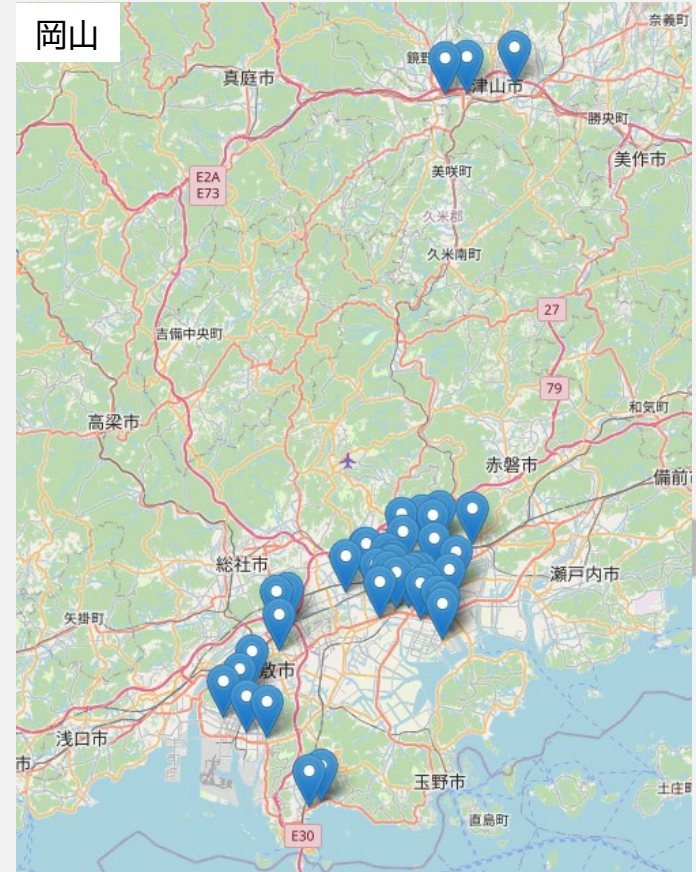 岡山
奈義町
鏡野
真庭市
津山市
勝央町
美作市
E2A
E73
美咲町
久米郡
久米南町
27
吉備中央町
79
高梁市
和気町
赤磐市
備前市
総社市
瀬戸内市
矢掛町
敷市
浅口市
市
玉野市
土庄町
直島町
E30